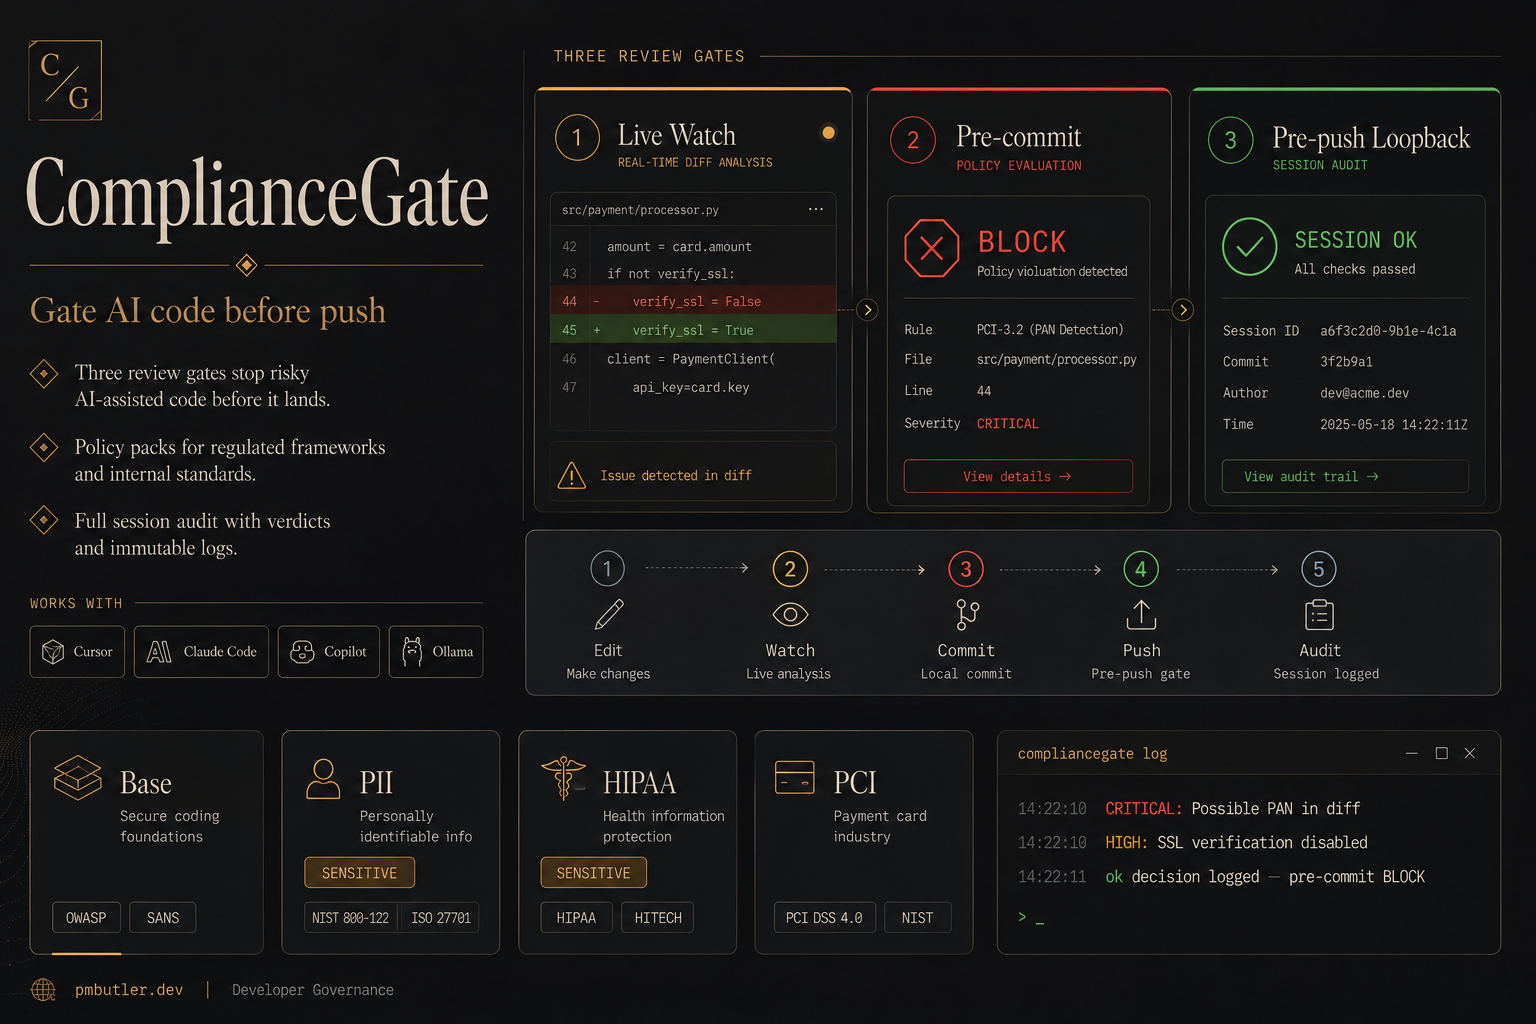 C
G
ComplianceGate
Gate AI code before push
Three review gates stop risky
AI-assisted code before it lands.
Policy packs for regulated frameworks
and internal standards.
Full session audit with verdicts
and immutable logs.
WORKS WITH
Cursor
Claude Code
Copilot
Ollama
THREE REVIEW GATES
1
Live Watch
REAL-TIME DIFF ANALYSIS
src/payment/processor.py
...
42 amount = card.amount
43 if not verify_ssl:
44 - verify_ssl = False
45 + verify_ssl = True
46 client = PaymentClient(
47 api_key=card.key
Issue detected in diff
2
Pre-commit
POLICY EVALUATION
BLOCK
Policy violuation detected
Rule PCI-3.2 (PAN Detection)
File src/payment/processor.py
Line 44
Severity CRITICAL
View details →
3
Pre-push Loopback
SESSION AUDIT
SESSION OK
All checks passed
Session ID a6f3c2d0-9b1e-4c1a
Commit 3f2b9a1
Author dev@acme.dev
Time 2025-05-18 14:22:11Z
View audit trail →
1
Edit
Make changes
2
Watch
Live analysis
3
Commit
Local commit
4
Push
Pre-push gate
5
Audit
Session logged
Base
Secure coding
foundations
OWASP SANS
PII
Personally
identifiable info
SENSITIVE
NIST 800-122 ISO 27701
HIPAA
Health information
protection
SENSITIVE
HIPAA HITECH
PCI
Payment card
industry
PCI DSS 4.0 NIST
compliancegate log
14:22:10 CRITICAL: Possible PAN in diff
14:22:10 HIGH: SSL verification disabled
14:22:11 ok decision logged — pre-commit BLOCK
> _
pmbutler.dev | Developer Governance